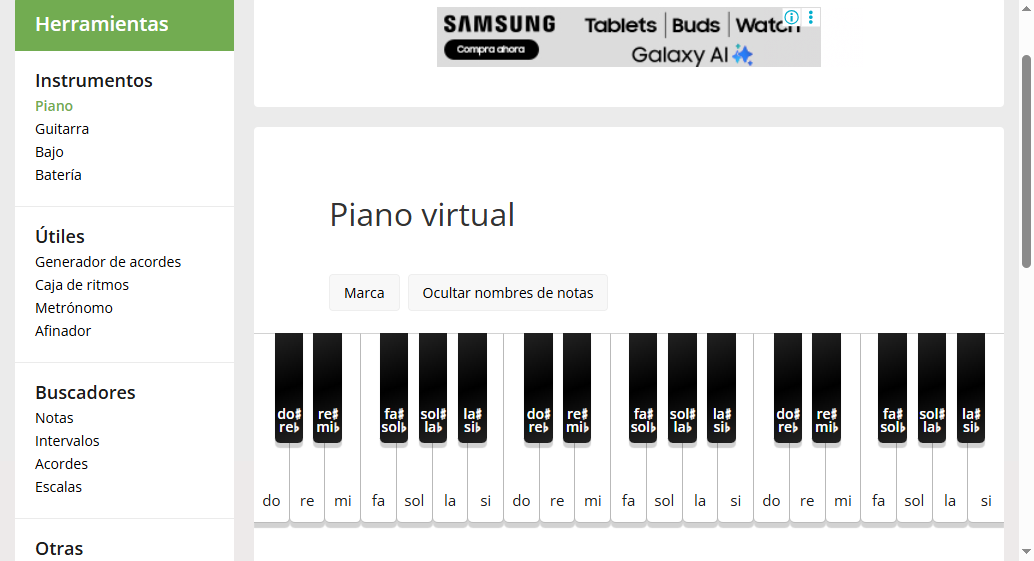 Herramientas
Instrumentos
Piano
Guitarra
Bajo
Batería
Útiles
Generador de acordes
Caja de ritmos
Metrónomo
Afinador
Buscadores
Notas
Intervalos
Acordes
Escalas
Otras
SAMSUNG
Compra ahora
Tablets | Buds | Watch
Galaxy AI
Piano virtual
Marca
Ocultar nombres de notas
do♯ re♯ fa♯ sol♯ la♯ do♯ re♯ fa♯ sol♯ la♯ do♯ re♯ fa♯ sol♯ la♯
re♭ mi♭ sol♭ la♭ si♭ re♭ mi♭ sol♭ la♭ si♭ re♭ mi♭ sol♭ la♭ si♭
do re mi fa sol la si do re mi fa sol la si do re mi fa sol la si